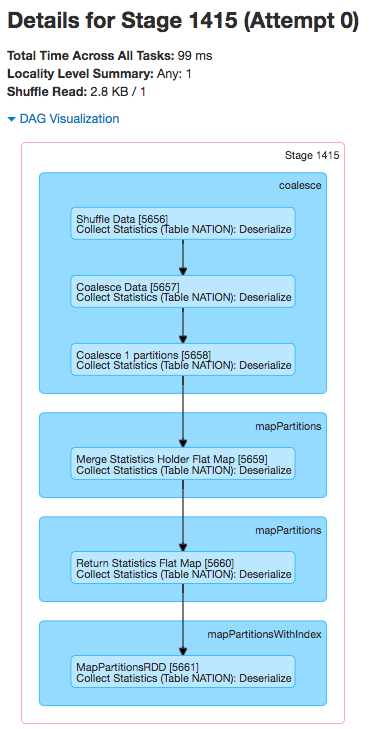 Details for Stage 1415 (Attempt 0)
Total Time Across All Tasks: 99 ms
Locality Level Summary: Any: 1
Shuffle Read: 2.8 KB / 1
DAG Visualization
Stage 1415
coalesce
Shuffle Data [5656]
Collect Statistics (Table NATION): Deserialize
Coalesce Data [5657]
Collect Statistics (Table NATION): Deserialize
Coalesce 1 partitions [5658]
Collect Statistics (Table NATION): Deserialize
mapPartitions
Merge Statistics Holder Flat Map [5659]
Collect Statistics (Table NATION): Deserialize
mapPartitions
Return Statistics Flat Map [5660]
Collect Statistics (Table NATION): Deserialize
mapPartitionsWithIndex
MapPartitionsRDD [5661]
Collect Statistics (Table NATION): Deserialize